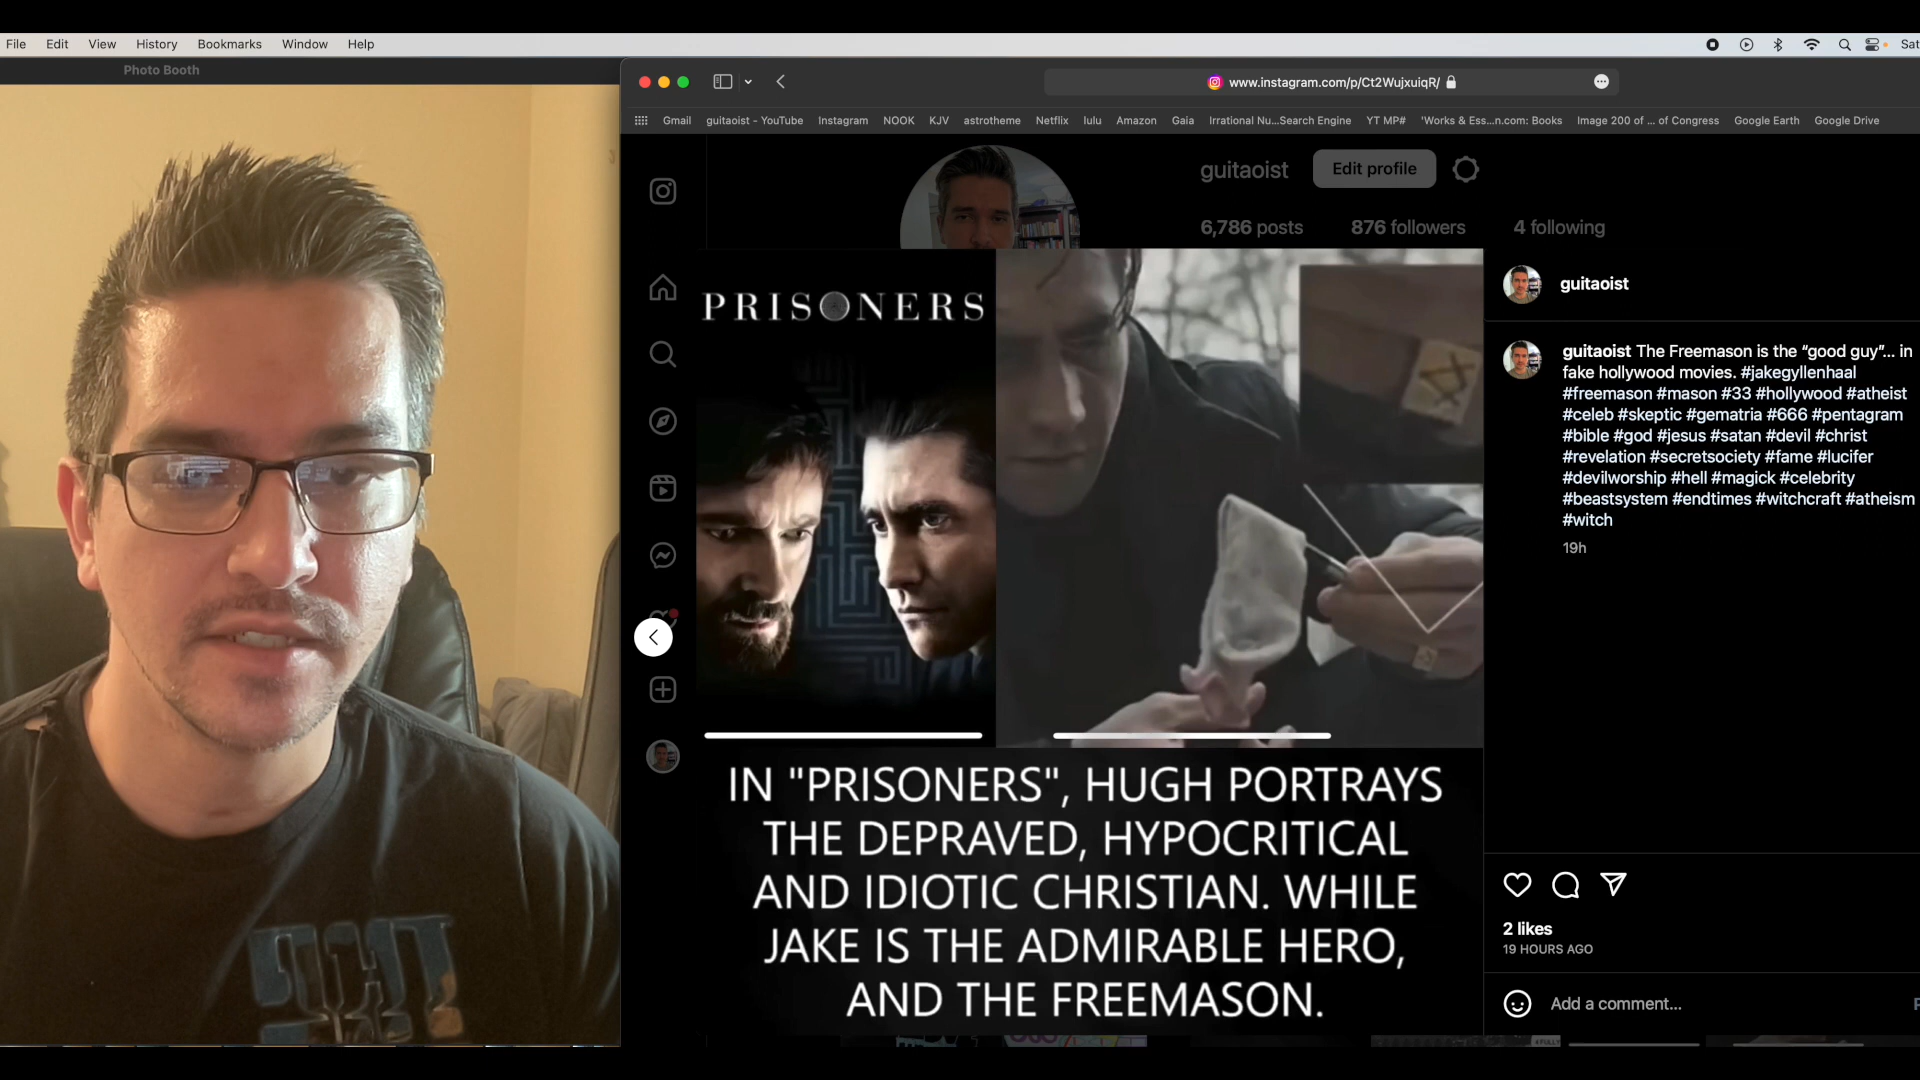 File Edit View History Bookmarks Window Help
Sat
Photo Booth
www.instagram.com/p/Ct2WujxuiqR/
Gmail guitaoist - YouTube Instagram NOOK KJV astrotheme Netflix lulu Amazon Gaia Irrational Nu...Search Engine YT MP# 'Works & Ess...n.com: Books Image 200 of ... of Congress Google Earth Google Drive
guitaoist Edit profile
6,786 posts 876 followers 4 following
PRISONERS
IN "PRISONERS", HUGH PORTRAYS
THE DEPRAVED, HYPOCRITICAL
AND IDIOTIC CHRISTIAN. WHILE
JAKE IS THE ADMIRABLE HERO,
AND THE FREEMASON.
guitaoist
guitaoist The Freemason is the “good guy”... in
fake hollywood movies. #jakegyllenhaal
#freemason #mason #33 #hollywood #atheist
#celeb #skeptic #gematria #666 #pentagram
#bible #god #jesus #satan #devil #christ
#revelation #secretsociety #fame #lucifer
#devilworship #hell #magick #celebrity
#beastsystem #endtimes #witchcraft #atheism
#witch
19h
2 likes
19 HOURS AGO
Add a comment...